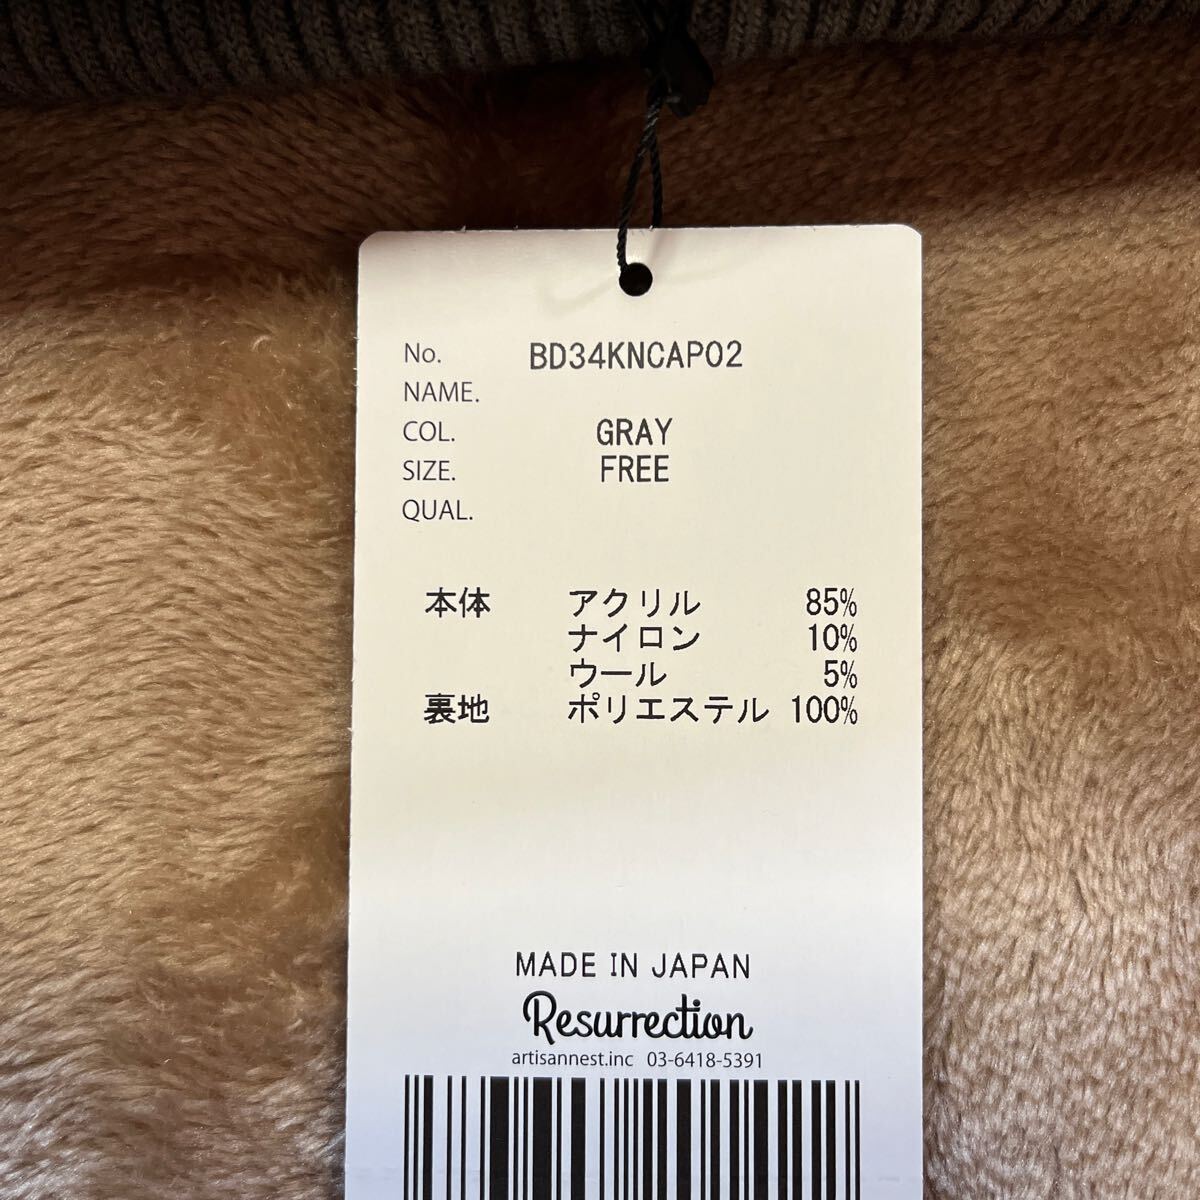 No. BD34KNCAP02
NAME.
COL. GRAY
SIZE. FREE
QUAL.
本体 アクリル 85%
ナイロン 10%
ウール 5%
裏地 ポリエステル 100%
MADE IN JAPAN
Resurrection
artisannest.inc 03-6418-5391